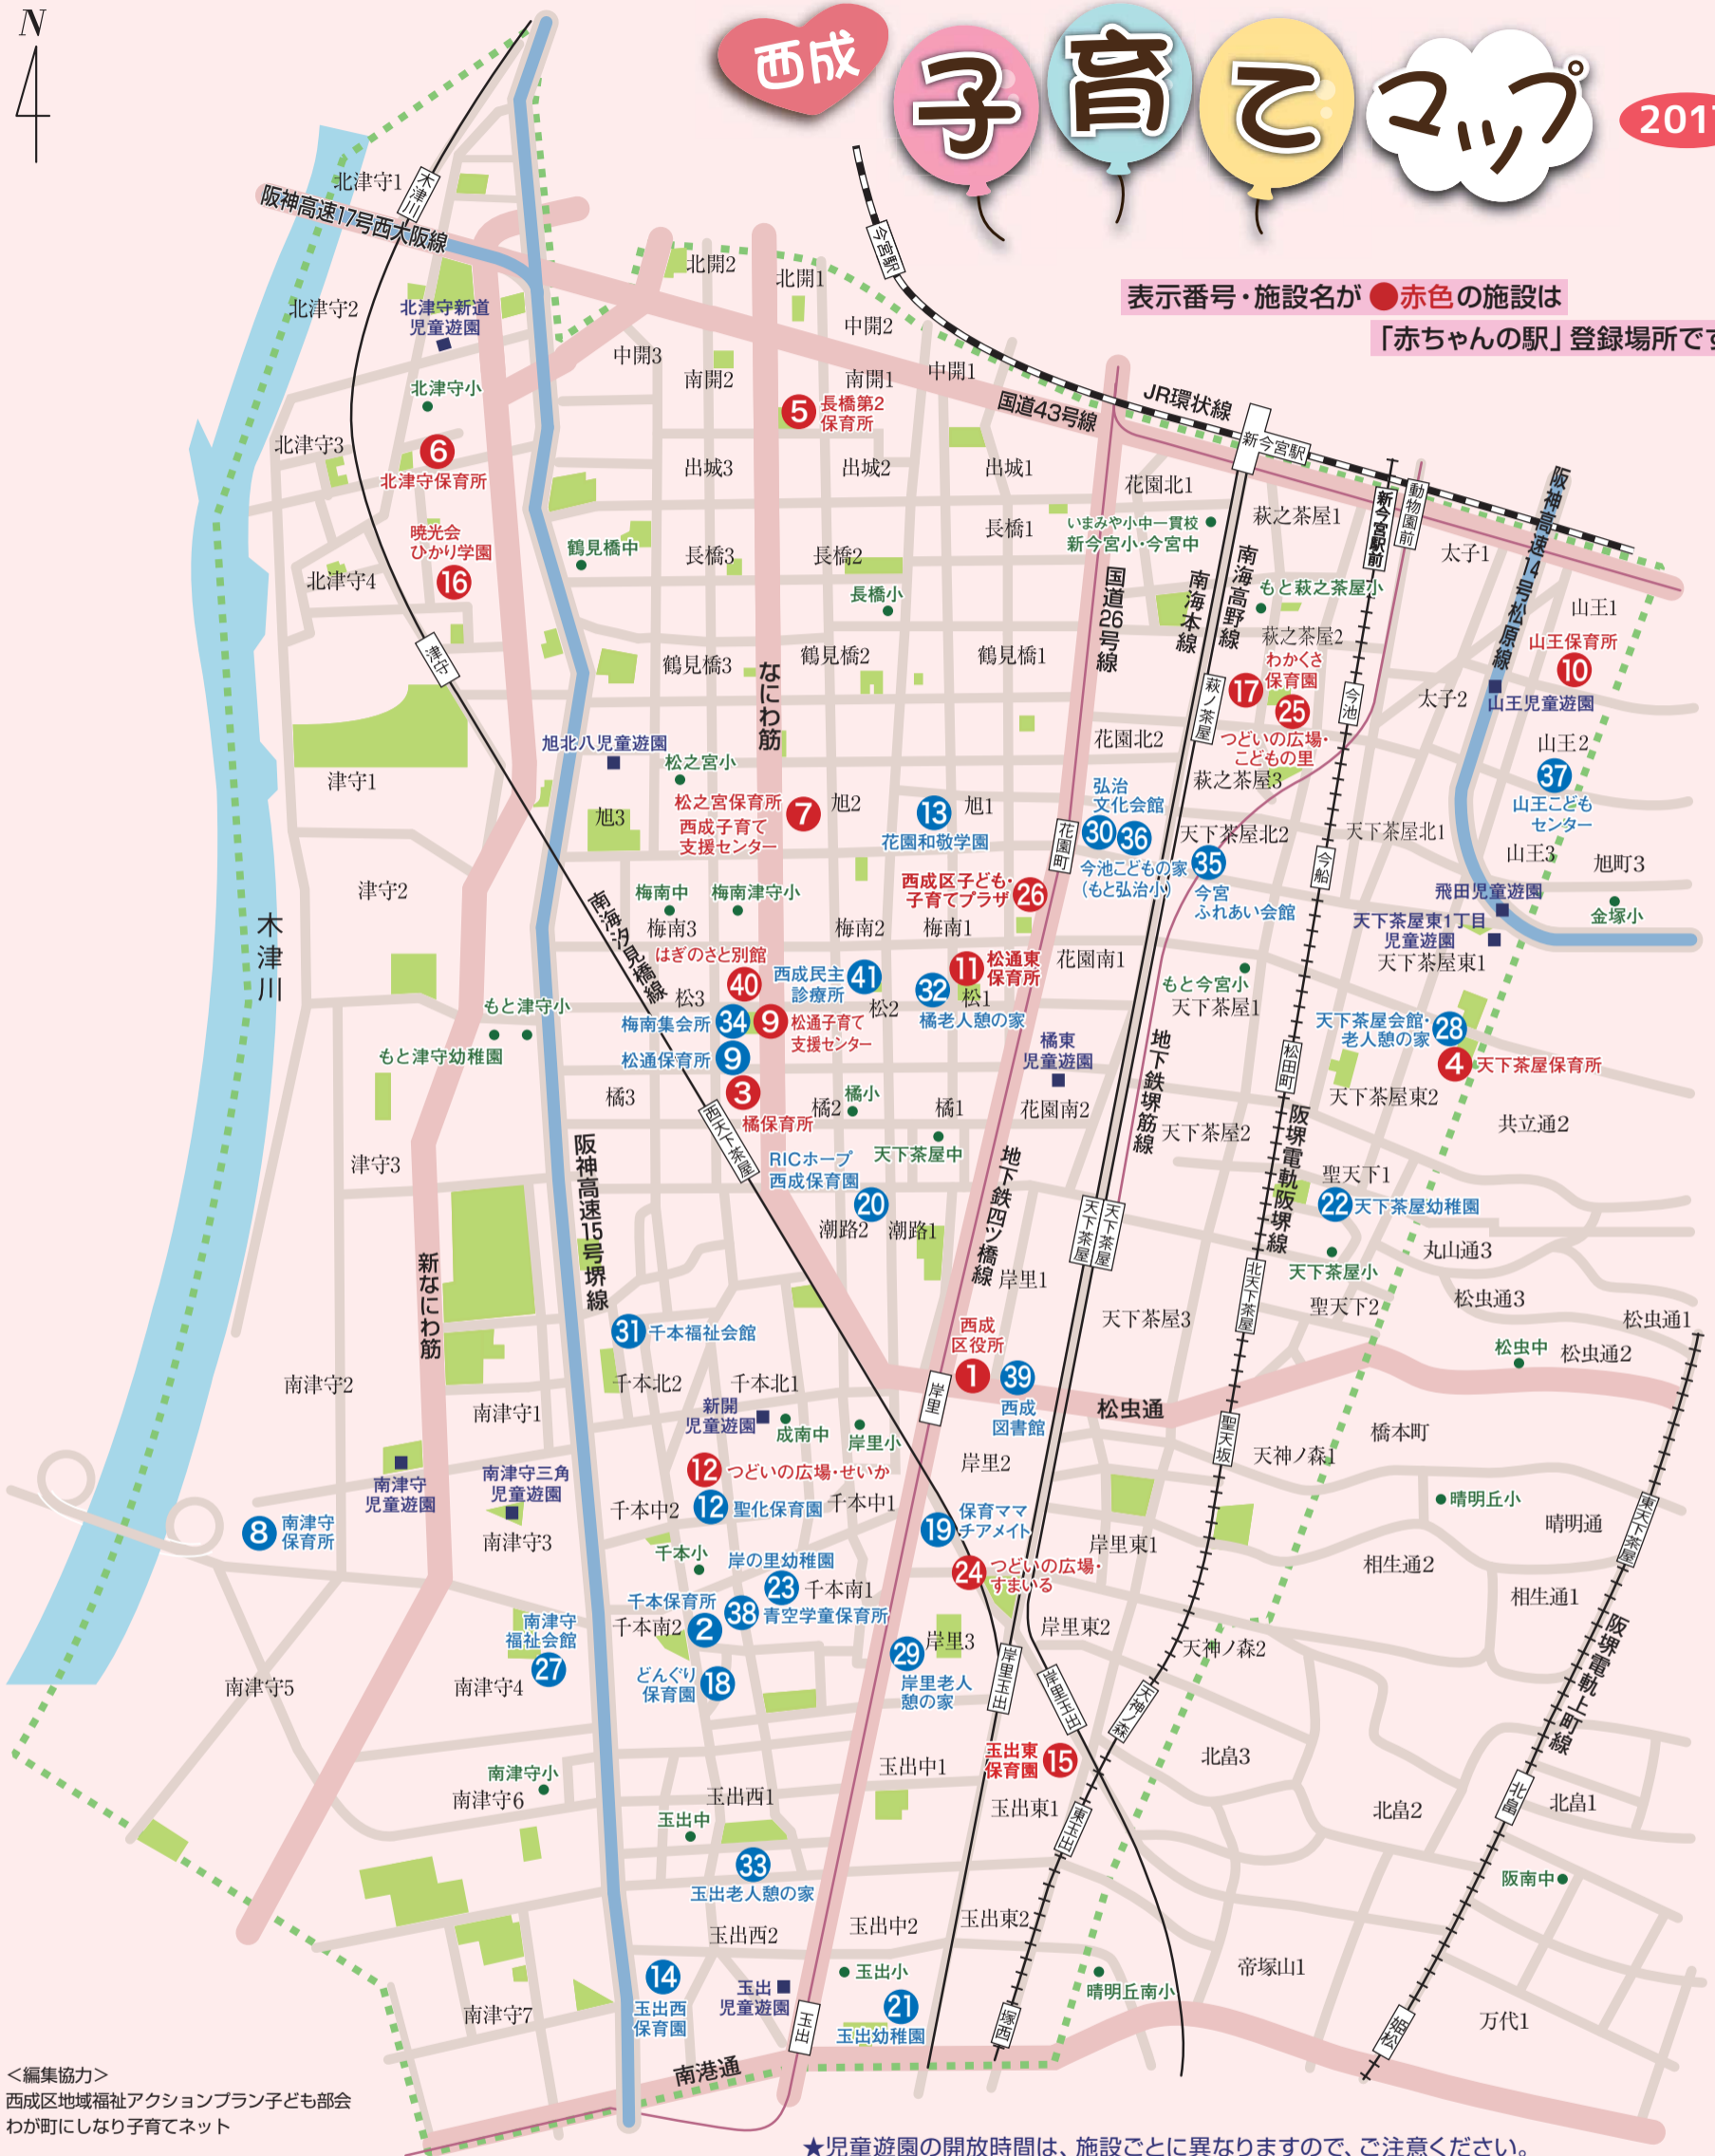 N
西成
子育てマップ
2017
表示番号・施設名が ●赤色の施設は
「赤ちゃんの駅」登録場所です
北津守1
木津川
阪神高速17号西大阪線
今宮駅
北開2
北開1
北津守2
北津守新道
児童遊園
中開2
中開3
中開1
南開2
南開1
北津守小
5
長橋第2
保育所
国道43号線
JR環状線
新今宮駅
北津守3
6
北津守保育所
出城3
出城2
出城1
花園北1
新今宮駅前
動物園前
阪神高速14号松原線
暁光会
ひかり学園
16
北津守4
鶴見橋中
長橋3
長橋2
長橋1
いまみや小中一貫校
新今宮小・今宮中
萩之茶屋1
太子1
長橋小
国道26号線
南海本線
南海高野線
もと萩之茶屋小
山王1
萩之茶屋2
山王保育所
10
津守
鶴見橋3
鶴見橋2
鶴見橋1
なにわ筋
わかくさ
保育園
17
25
萩ノ茶屋
今池
太子2
山王児童遊園
つどいの広場・
こどもの里
旭北八児童遊園
花園北2
山王2
37
山王こども
センター
津守1
松之宮小
萩之茶屋3
松之宮保育所
7
西成子育て
支援センター
旭3
旭2
13
旭1
花園和敬学園
弘治
文化会館
30
36
花園町
天下茶屋北2
天下茶屋北1
今池こどもの家
(もと弘治小)
35
今宮
ふれあい会館
今船
山王3
旭町3
津守2
梅南中
梅南津守小
西成区子ども・
子育てプラザ
26
飛田児童遊園
金塚小
木津川
南海汐見橋線
梅南3
梅南2
梅南1
天下茶屋東1丁目
児童遊園
天下茶屋東1
はぎのさと別館
40
西成民主
診療所
41
11
松通東
保育所
花園南1
もと今宮小
天下茶屋1
松3
松2
32
松1
橘老人憩の家
もと津守小
もと津守幼稚園
梅南集会所
34
9
松通子育て
支援センター
松通保育所
9
天下茶屋会館・
老人憩の家
28
4
天下茶屋保育所
橘東
児童遊園
地下鉄堺筋線
松田町
3
橘保育所
橘3
橘2
橘小
橘1
花園南2
天下茶屋東2
共立通2
西天下茶屋
天下茶屋中
天下茶屋2
阪堺電軌阪堺線
津守3
阪神高速15号堺線
RICホープ
西成保育園
20
地下鉄四ツ橋線
聖天下1
22
天下茶屋幼稚園
潮路2
潮路1
天下茶屋
天下茶屋
丸山通3
新なにわ筋
岸里1
北天下茶屋
天下茶屋小
聖天下2
松虫通3
松虫通1
31
千本福祉会館
西成
区役所
天下茶屋3
松虫中
松虫通2
1
39
西成
図書館
南津守2
千本北2
千本北1
岸里
松虫通
南津守1
新開
児童遊園
成南中
岸里小
聖天坂
橋本町
天神ノ森1
南津守
児童遊園
南津守三角
児童遊園
12
つどいの広場・せいか
岸里2
晴明丘小
8
南津守
保育所
千本中2
12
聖化保育園
千本中1
19
保育ママ
チアメイト
晴明通
東天下茶屋
南津守3
千本小
岸の里幼稚園
23
千本南1
岸里東1
24
つどいの広場・
すまいる
相生通2
相生通1
千本保育所
38
青空学童保育所
千本南2
2
南津守
福祉会館
27
岸里東2
天神ノ森2
阪堺電軌上町線
29
岸里3
岸里老人
憩の家
岸里玉出
岸里玉出
どんぐり
保育園
18
南津守5
南津守4
天神ノ森
玉出東
保育園
15
玉出中1
北畠3
南津守小
南津守6
玉出西1
玉出東1
東玉出
北畠
北畠2
北畠1
玉出中
33
玉出老人憩の家
阪南中
玉出西2
玉出中2
玉出東2
14
玉出西
保育園
玉出
児童遊園
玉出小
21
玉出幼稚園
晴明丘南小
帝塚山1
南津守7
玉出
塚西
姫松
万代1
南港通
<編集協力>
西成区地域福祉アクションプラン子ども部会
わが町にしなり子育てネット
★児童遊園の開放時間は、施設ごとに異なりますので、ご注意ください。